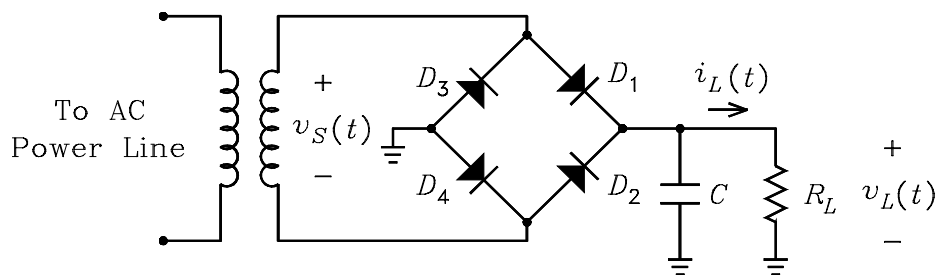 To AC
Power Line
+
v_S(t)
−
D_3
D_1
D_4
D_2
i_L(t)
C
R_L
+
v_L(t)
−